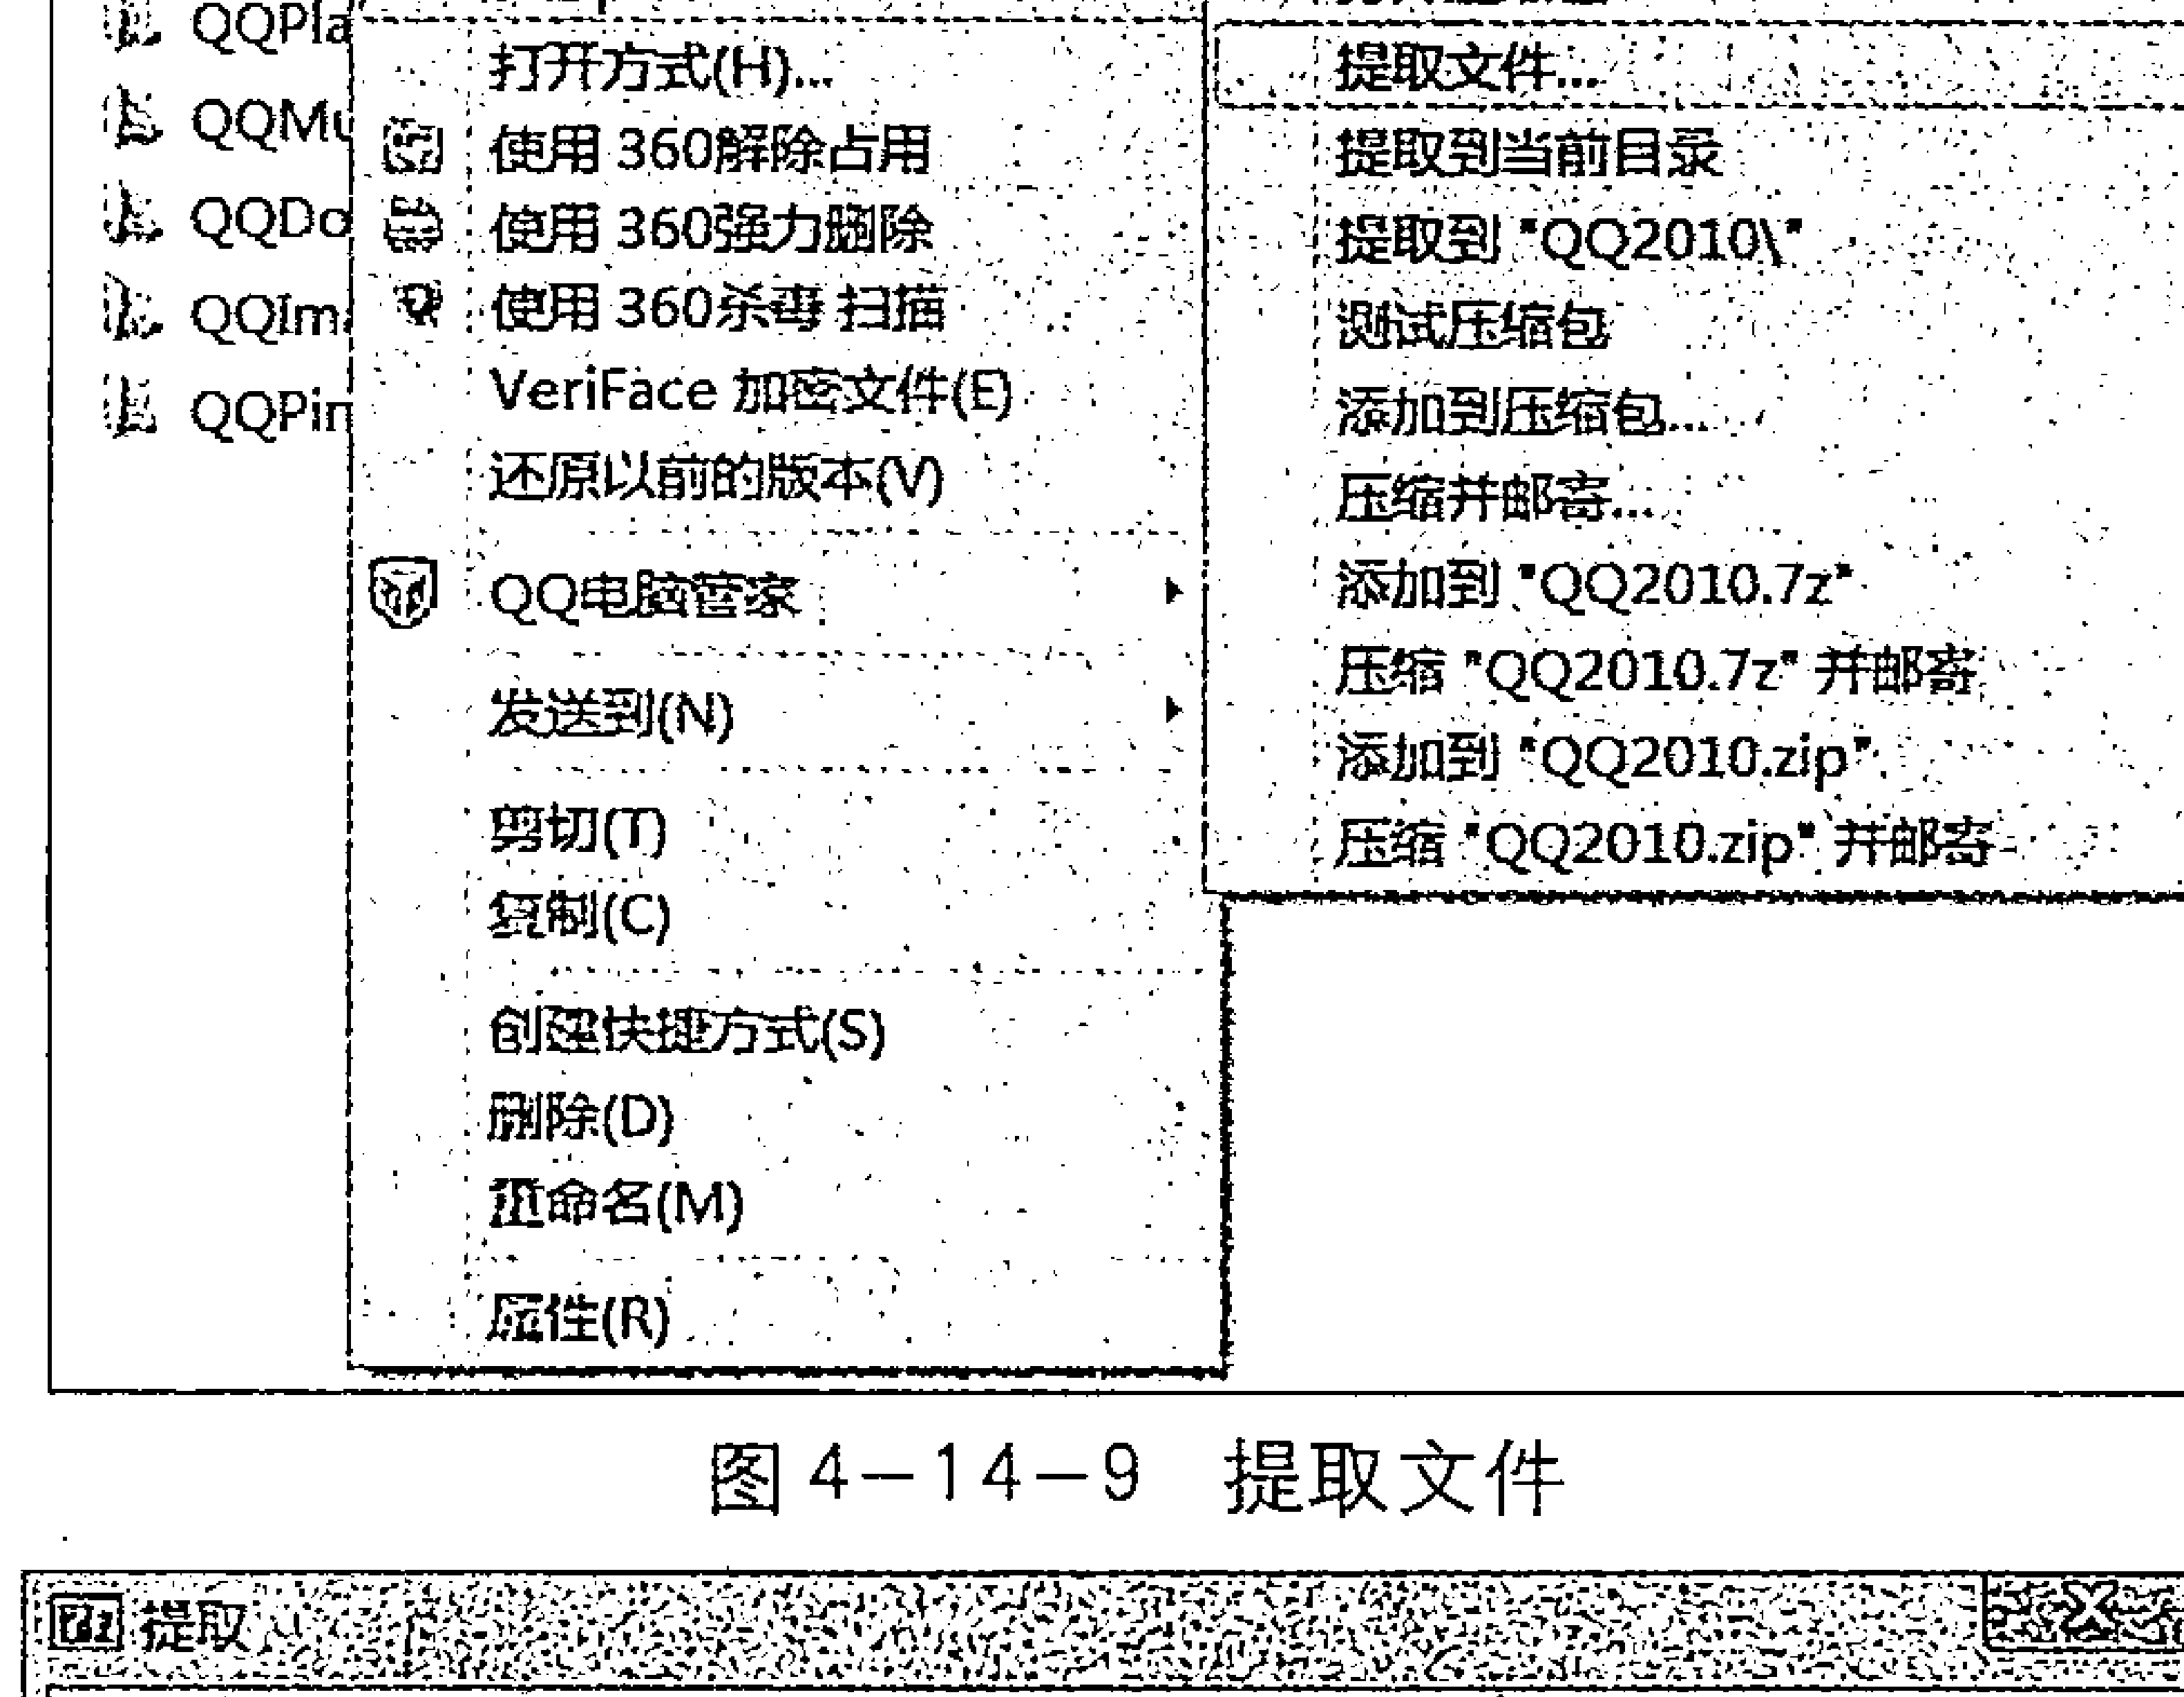 QQPla
QQMu
QQDo
QQIm
QQPin
打开方式(H)...
使用 360解除占用
使用 360强力删除
使用 360杀毒 扫描
VeriFace 加密文件(E)
还原以前的版本(V)
QQ电脑管家
发送到(N)
剪切(T)
复制(C)
创建快捷方式(S)
删除(D)
重命名(M)
属性(R)
提取文件...
提取到当前目录
提取到 "QQ2010\"
测试压缩包
添加到压缩包...
压缩并邮寄...
添加到 "QQ2010.7z"
压缩 "QQ2010.7z" 并邮寄
添加到 "QQ2010.zip"
压缩 "QQ2010.zip" 并邮寄
图 4-14-9 提取文件
7z 提取